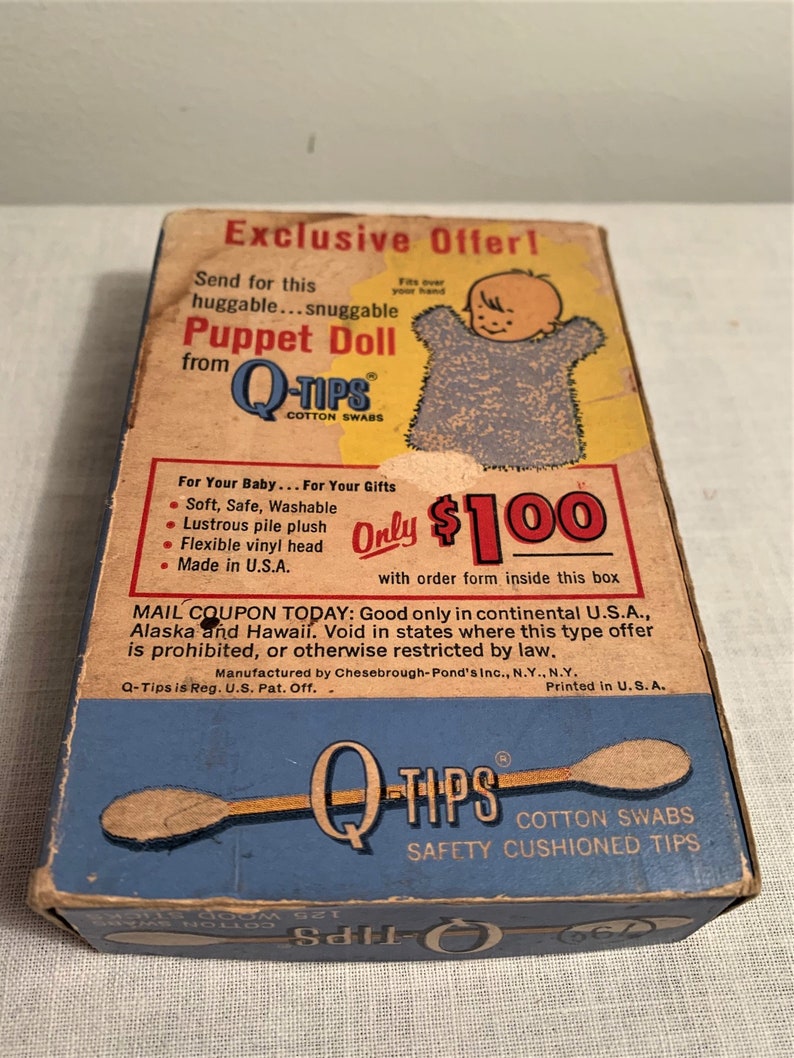 Exclusive Offer!
Send for this
huggable...snuggable
Puppet Doll
from Q-TIPS®
COTTON SWABS
Fits over
your hand
For Your Baby...For Your Gifts
• Soft, Safe, Washable
• Lustrous pile plush
• Flexible vinyl head
• Made in U.S.A.
Only $1.00
with order form inside this box
MAIL COUPON TODAY: Good only in continental U.S.A.,
Alaska and Hawaii. Void in states where this type offer
is prohibited, or otherwise restricted by law.
Manufactured by Chesebrough-Pond's Inc., N.Y., N.Y.
Q-Tips is Reg. U.S. Pat. Off.
Printed in U.S.A.
Q-TIPS®
COTTON SWABS
SAFETY CUSHIONED TIPS
79¢
Q-TIPS
COTTON SWABS
125 WOOD STICKS